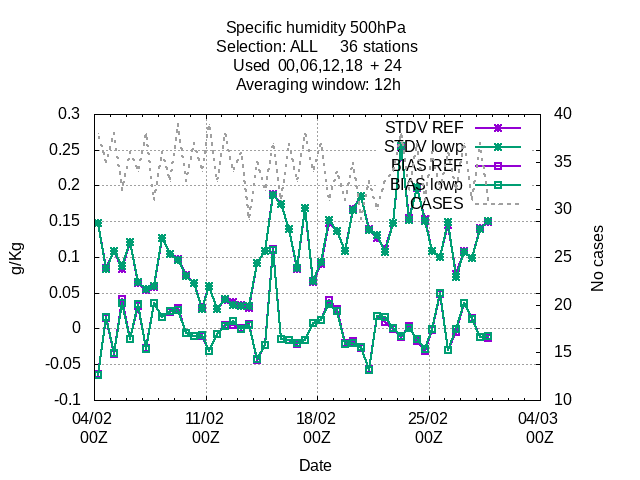 Specific humidity 500hPa
Selection: ALL 36 stations
Used 00,06,12,18 + 24
Averaging window: 12h
0.3
0.25
0.2
0.15
0.1
0.05
0
-0.05
-0.1
g/Kg
STDV REF
STDV lowp
BIAS REF
BIAS lowp
CASES
40
35
30
25
20
15
10
No cases
04/02 11/02 18/02 25/02 04/03
00Z 00Z 00Z 00Z 00Z
Date